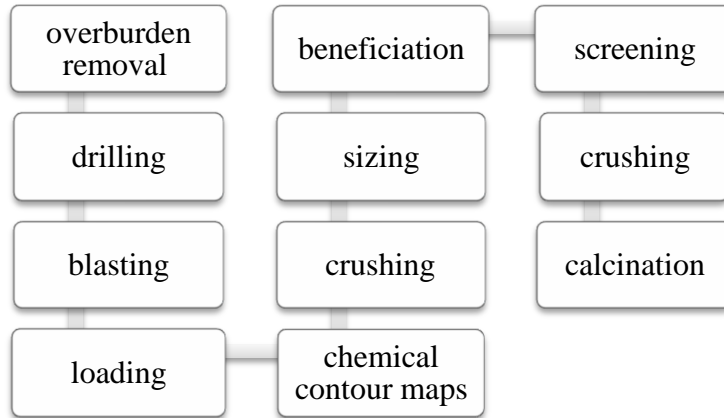 overburden
removal
drilling
blasting
loading
chemical
contour maps
crushing
sizing
beneficiation
screening
crushing
calcination